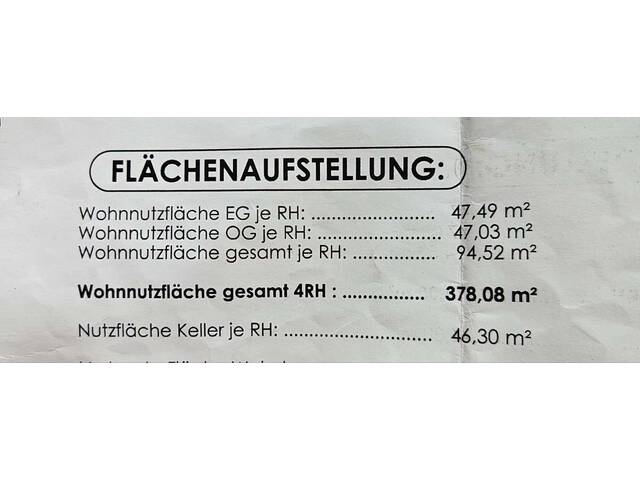 FLÄCHENAUFSTELLUNG:
Wohnnutzfläche EG je RH: ......................... 47,49 m²
Wohnnutzfläche OG je RH: ......................... 47,03 m²
Wohnnutzfläche gesamt je RH: ................. 94,52 m²
Wohnnutzfläche gesamt 4RH : ................ 378,08 m²
Nutzfläche Keller je RH: .............................. 46,30 m²